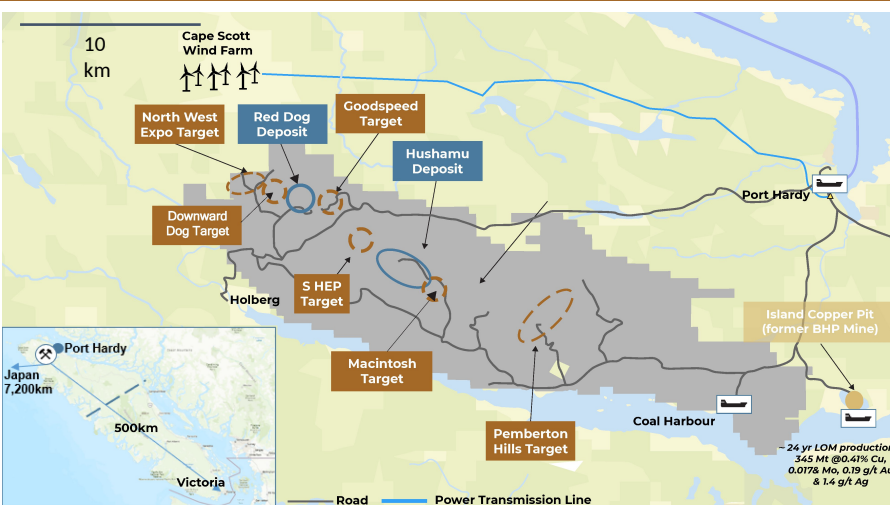 10
km
Cape Scott
Wind Farm
North West
Expo Target
Red Dog
Deposit
Goodspeed
Target
Hushamu
Deposit
Port Hardy
Downward
Dog Target
S HEP
Target
Holberg
Island Copper Pit
(former BHP Mine)
Port Hardy
Japan
7,200km
Macintosh
Target
500km
Coal Harbour
Pemberton
Hills Target
Victoria
~ 24 yr LOM production
345 Mt @0.41% Cu,
0.017& Mo, 0.19 g/t A
& 1.4 g/t Ag
Road
Power Transmission Line